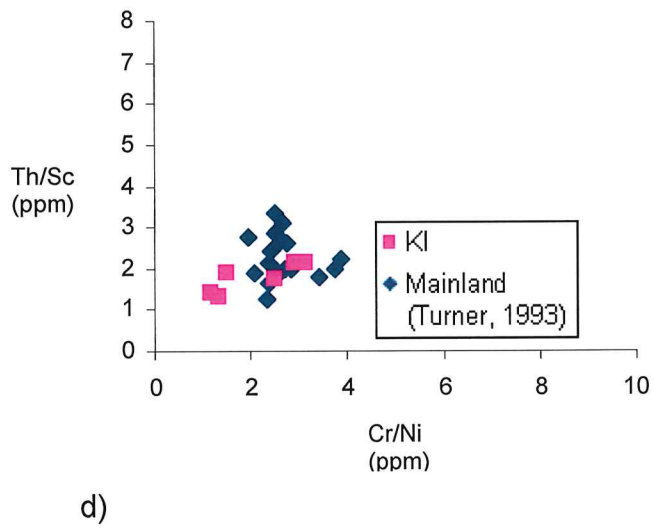 8
7
6
5
4
3
2
1
0
Th/Sc
(ppm)
KI
Mainland
(Turner, 1993)
0 2 4 6 8 10
Cr/Ni
(ppm)
d)